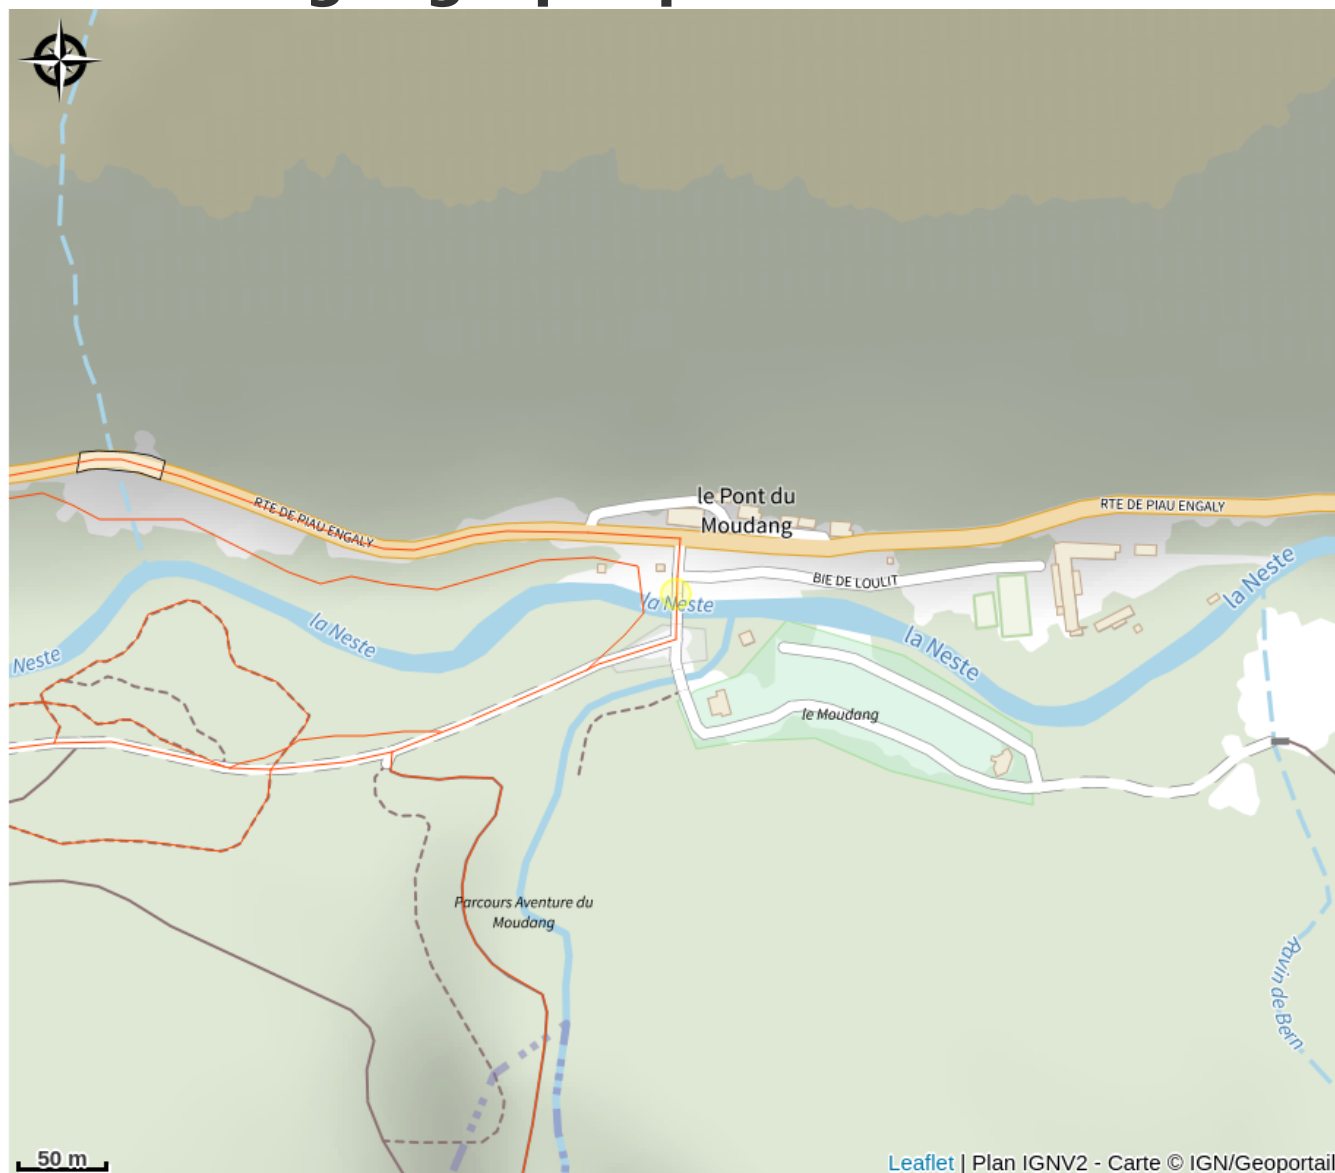 RTE DE PIAU ENGALY
le Pont du
Moudang
RTE DE PIAU ENGALY
BIE DE LOULIT
la Neste
la Neste
la Neste
la Neste
Neste
le Moudang
Parcours Aventure du
Moudang
Ravin de Bern
50 m
Leaflet | Plan IGNV2 - Carte © IGN/Geoportail